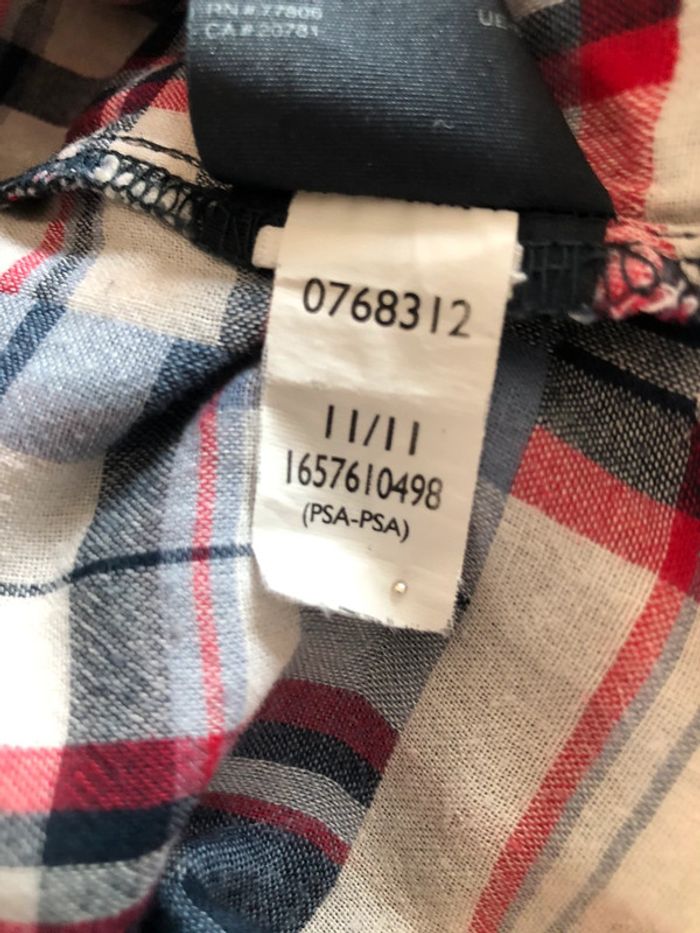 RN# 77806
CA# 20781
0768312
11/11
1657610498
(PSA-PSA)